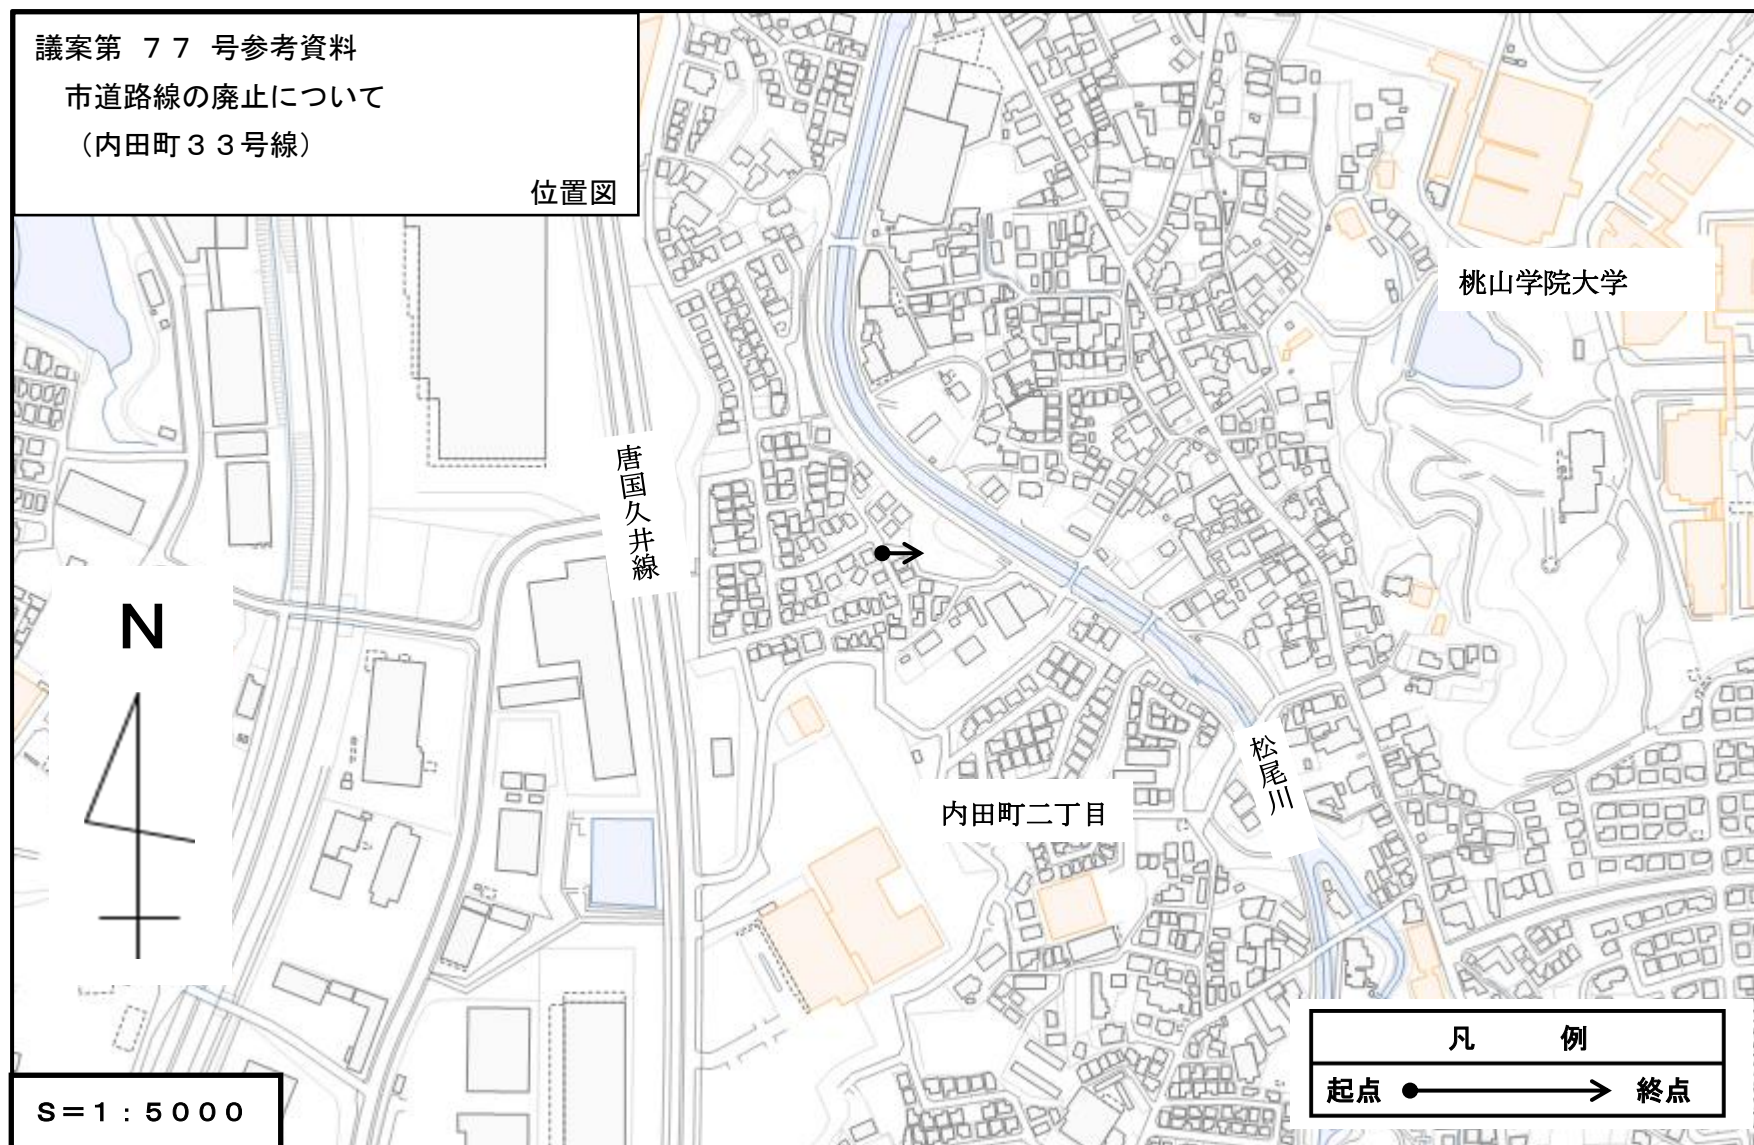 議案第 ７７ 号参考資料
市道路線の廃止について
（内田町３３号線）
位置図
桃山学院大学
唐国久井線
N
内田町二丁目
松尾川
凡 例
起点 終点
S＝１：５０００